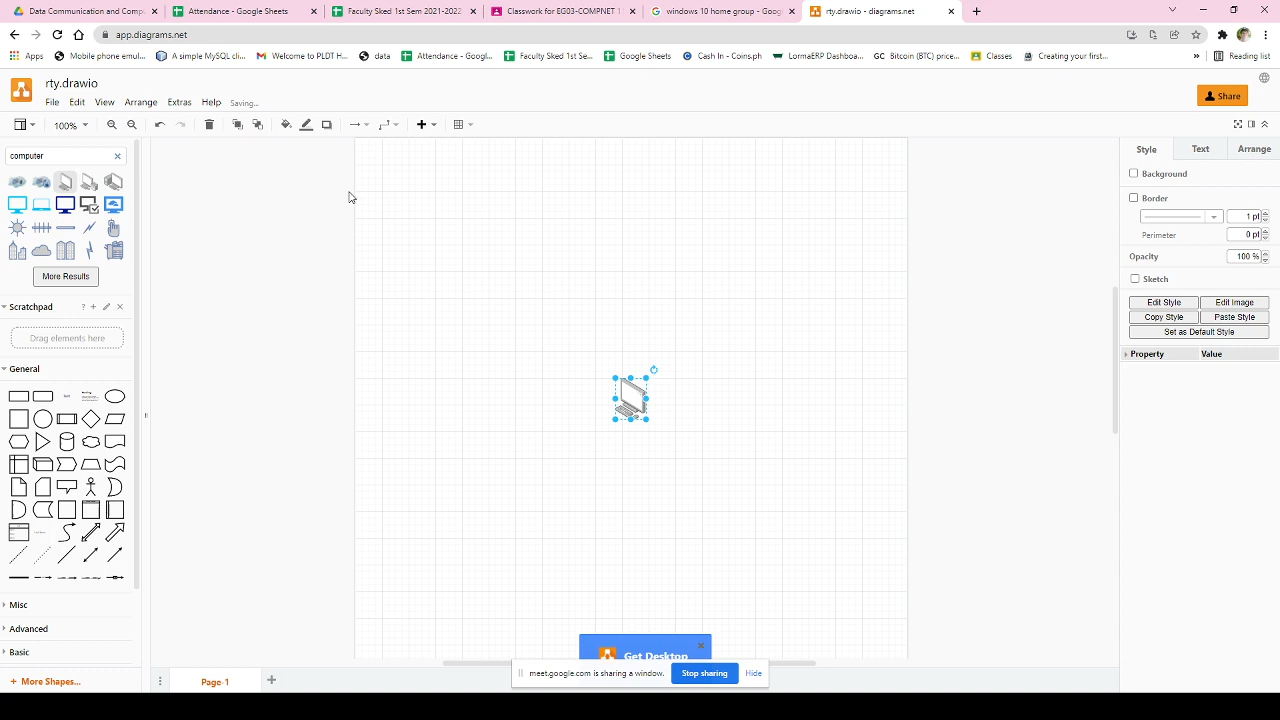 Data Communication and Comp
Attendance - Google Sheets
Faculty Sked 1st Sem 2021-2022
Classwork for EG03-COMPNET 1
windows 10 home group - Goog
rty.drawio - diagrams.net
app.diagrams.net
Apps
Mobile phone emul...
A simple MySQL cli...
Welcome to PLDT H...
data
Attendance - Googl...
Faculty Sked 1st Se...
Google Sheets
Cash In - Coins.ph
LormaERP Dashboa...
GC Bitcoin (BTC) price...
Classes
Creating your first...
Reading list
rty.drawio
File Edit View Arrange Extras Help Saving...
Share
100%
computer
More Results
Scratchpad
?
Drag elements here
General
Misc
Advanced
Basic
+ More Shapes...
Style Text Arrange
Background
Border
1 pt
Perimeter 0 pt
Opacity 100 %
Sketch
Edit Style Edit Image
Copy Style Paste Style
Set as Default Style
Property Value
Get Desktop
meet.google.com is sharing a window. Stop sharing Hide
Page-1